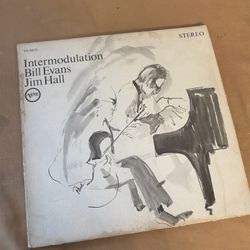 STEREO
Intermodulation
Bill Evans
Jim Hall
Verve